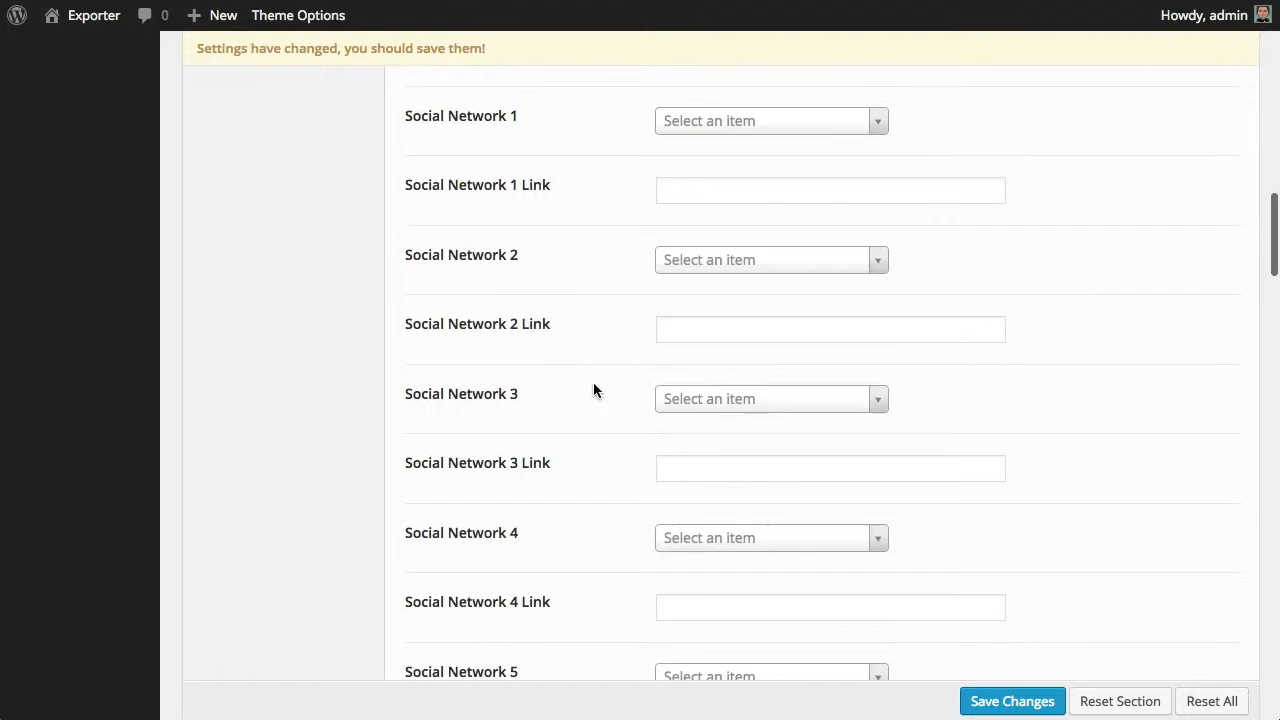 Exporter 0 New Theme Options Howdy, admin
Settings have changed, you should save them!
Social Network 1 Select an item
Social Network 1 Link
Social Network 2 Select an item
Social Network 2 Link
Social Network 3 Select an item
Social Network 3 Link
Social Network 4 Select an item
Social Network 4 Link
Social Network 5 Select an item
Save Changes Reset Section Reset All